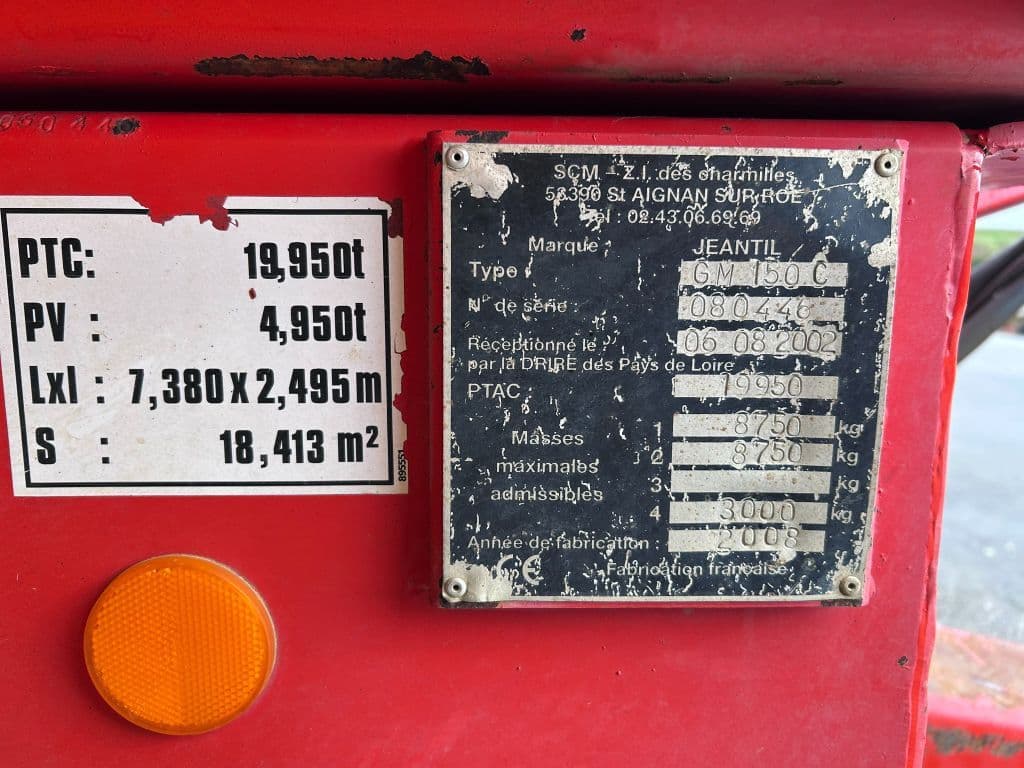 PTC: 19,950t
PV : 4,950t
Lxl : 7,380 x 2,495 m
S : 18,413 m²
895551
SCM - Z.I. des charmilles
53390 St AIGNAN SUR ROE
Tél : 02.43.06.69.69
Marque : JEANTIL
Type : GM 150 C
N° de série : 080446
Réceptionné le : 06 08 2002
par la DRIRE des Pays de Loire
PTAC : 19950
Masses maximales admissibles
1 8750 kg
2 8750 kg
3 kg
4 3000 kg
Année de fabrication : 2008
CE Fabrication française